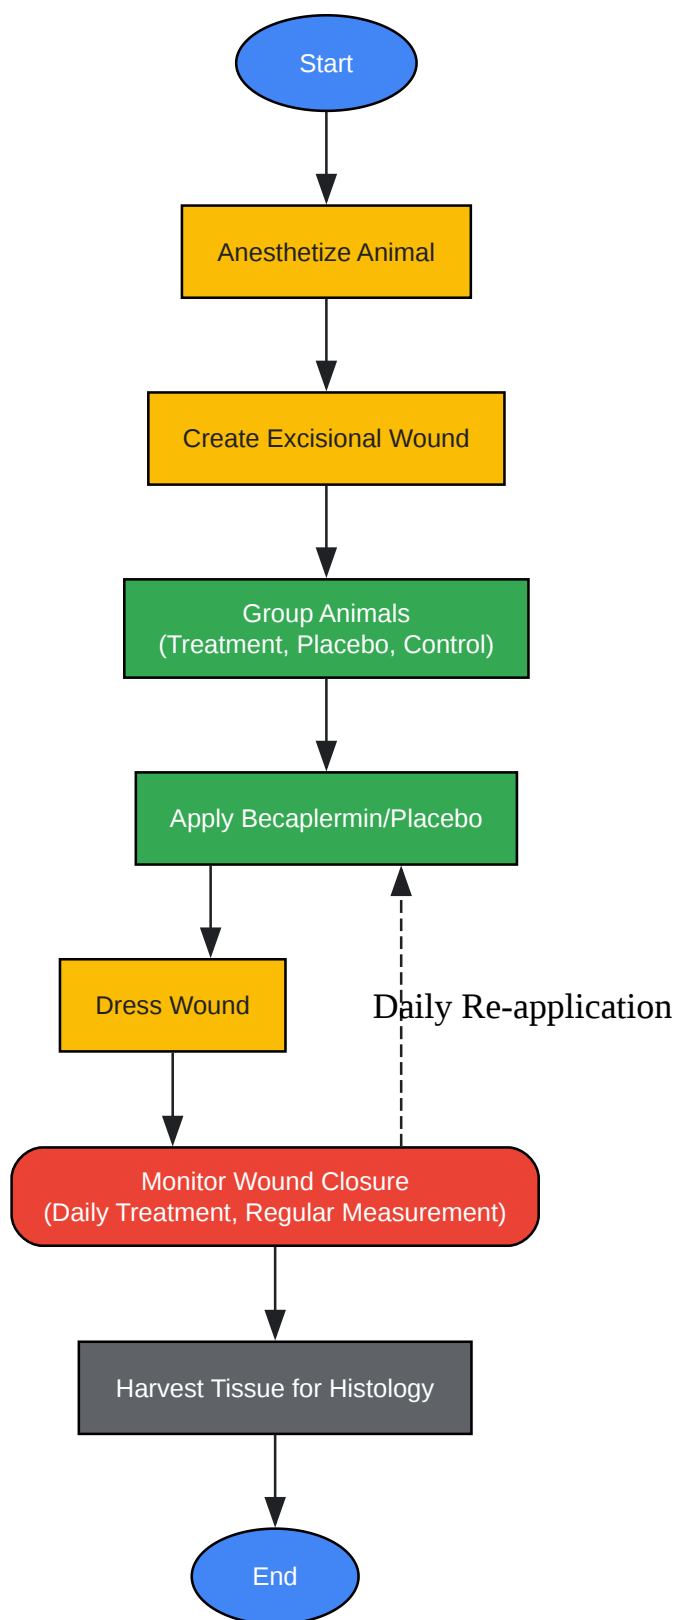 Start
Anesthetize Animal
Create Excisional Wound
Group Animals
(Treatment, Placebo, Control)
Apply Becaplermin/Placebo
Dress Wound
Daily Re-application
Monitor Wound Closure
(Daily Treatment, Regular Measurement)
Harvest Tissue for Histology
End